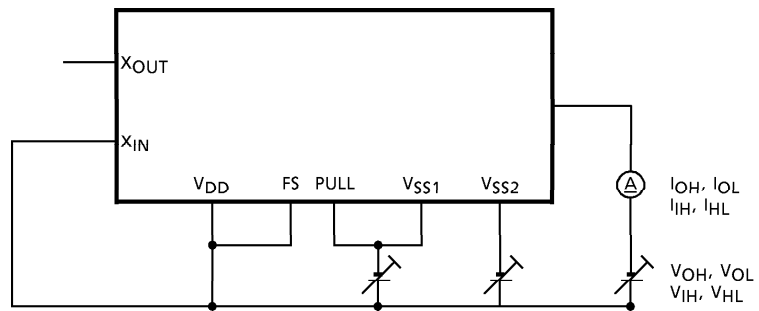 XOUT
XIN
VDD FS PULL VSS1 VSS2
A
IOH, IOL
IIH, IHL
VOH, VOL
VIH, VHL